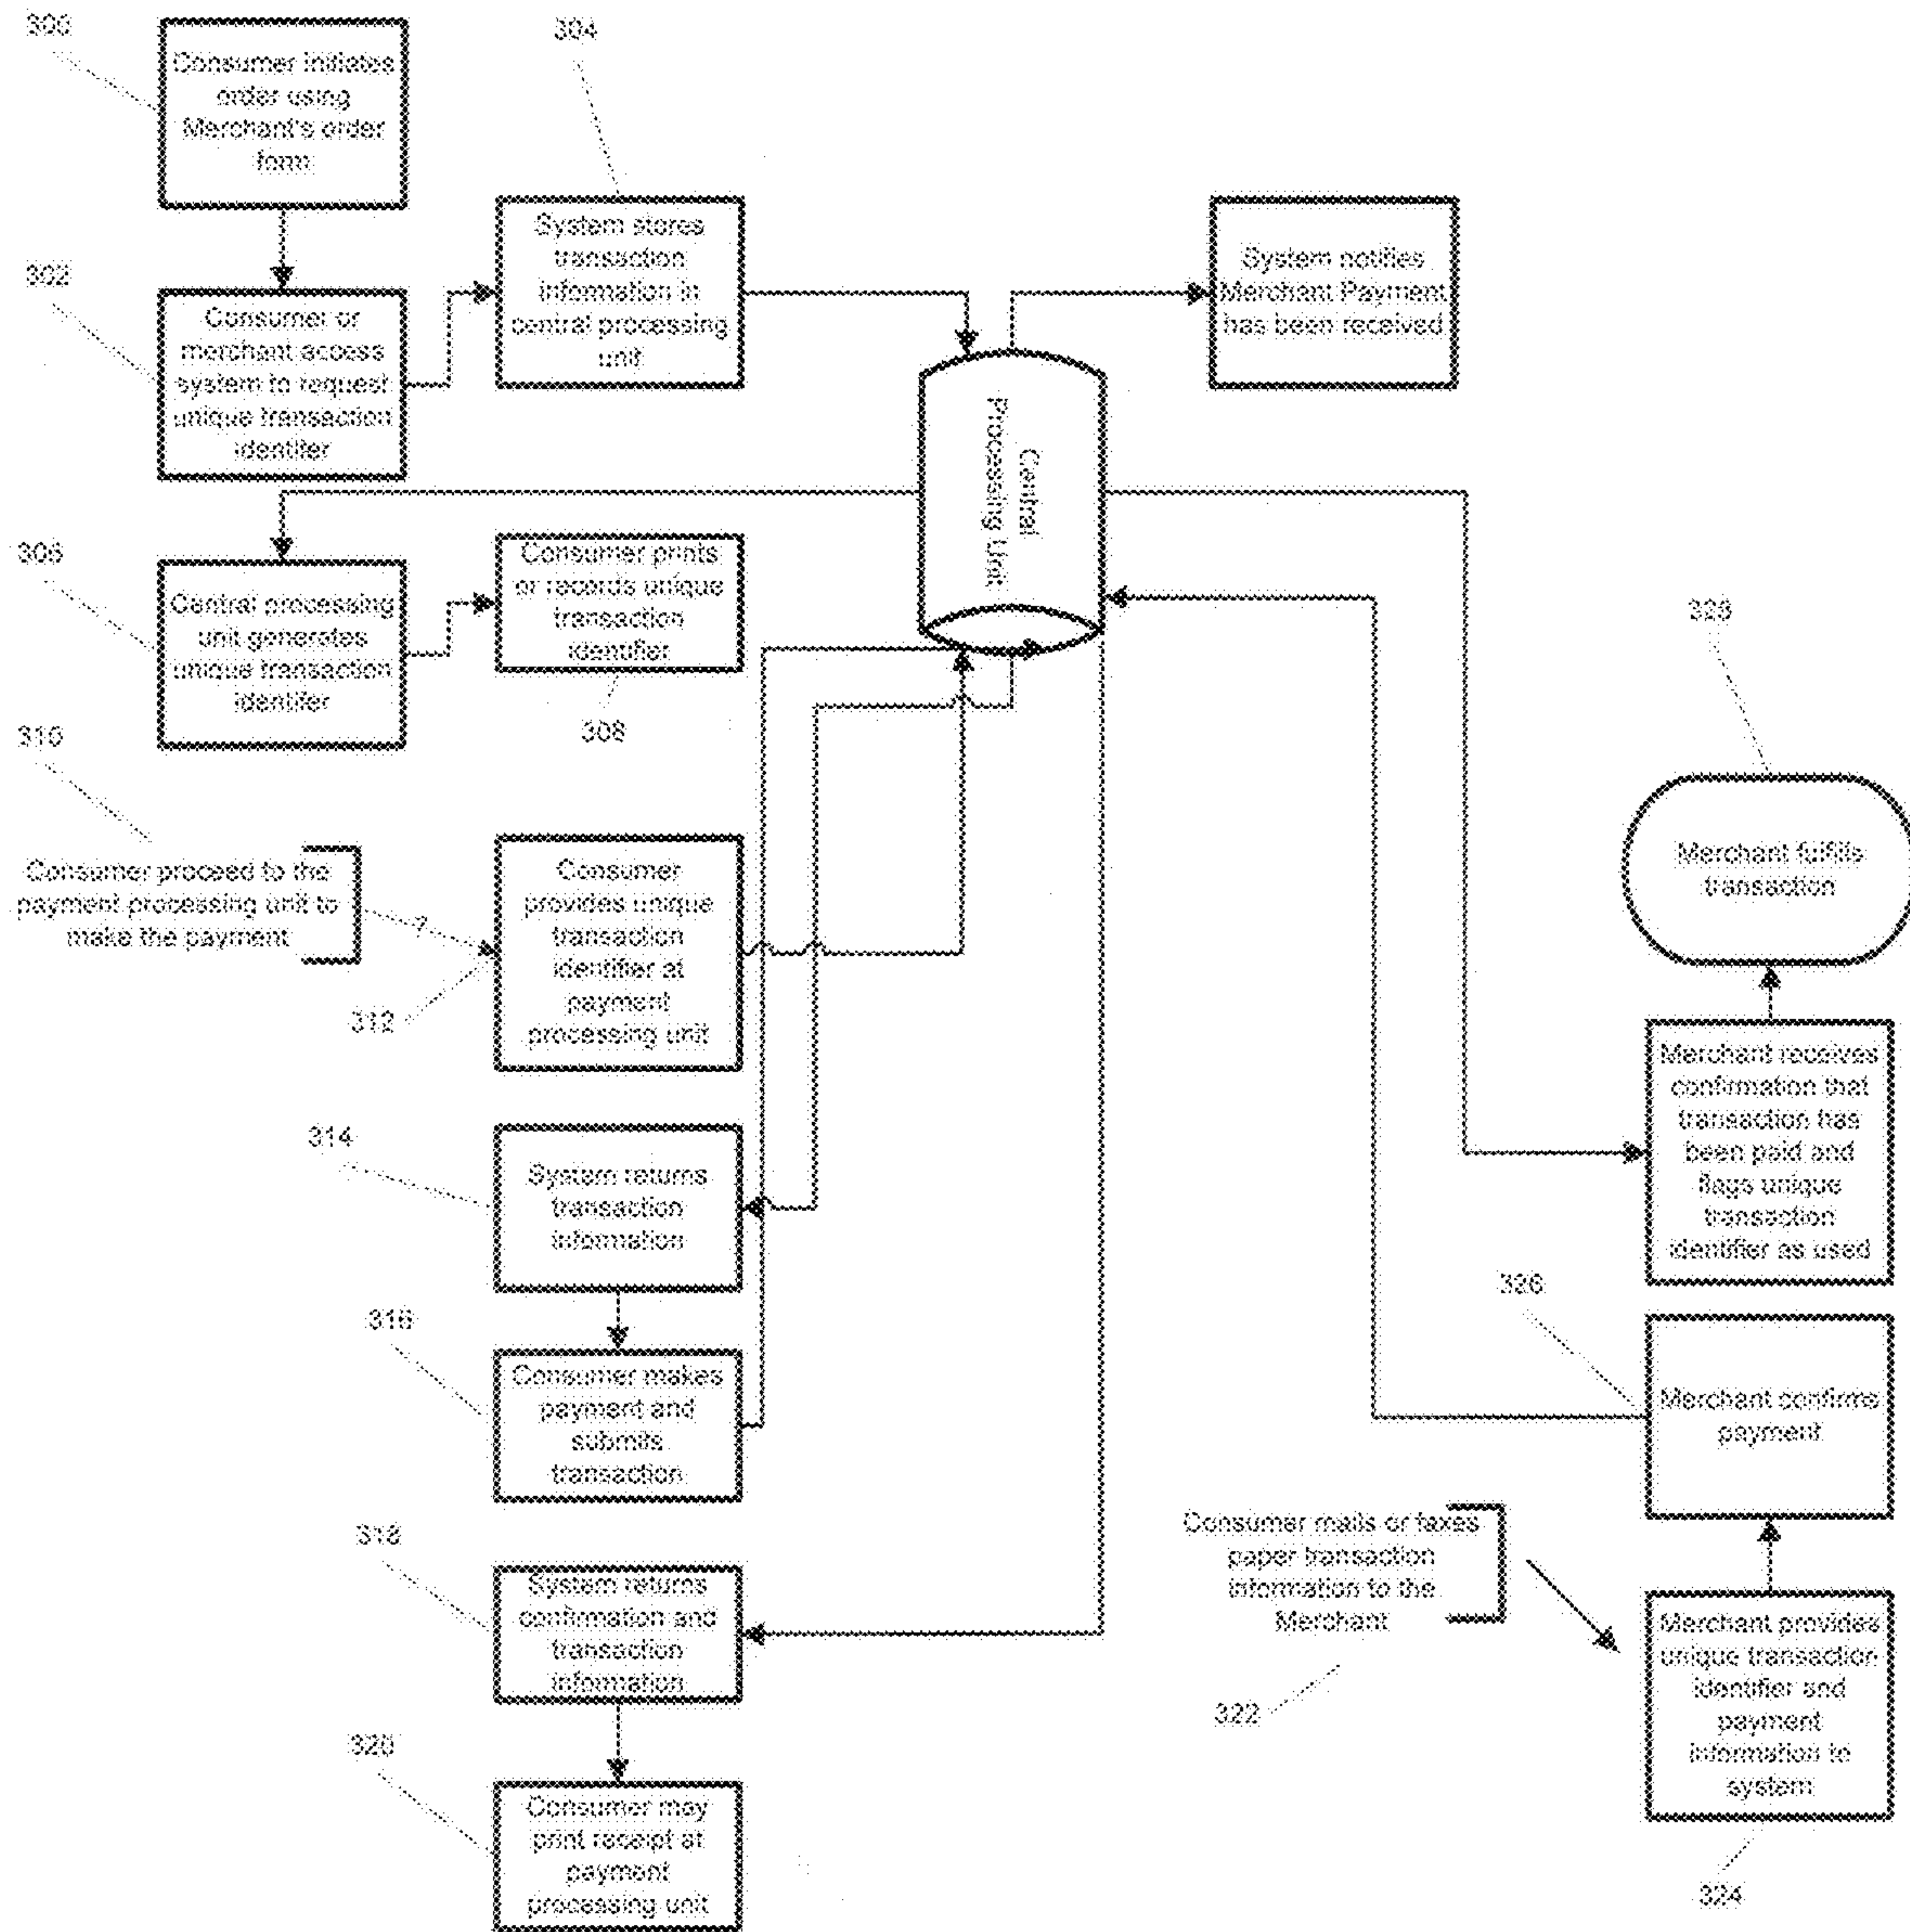 300
Consumer initiates
order using
Merchant's order
form
302
Consumer or
merchant access
system to request
unique transaction
identifer
304
System stores
transaction
information in
central processing
unit
Central
Processing Unit
System notifies
Merchant Payment
has been received
306
Central processing
unit generates
unique transaction
identifer
Consumer prints
or records unique
transaction
identifier
308
310
Consumer proceed to the
payment processing unit to
make the payment
?
312
Consumer
provides unique
transaction
identifier at
payment
processing unit
314
System returns
transaction
information
316
Consumer makes
payment and
submits
transaction
318
System returns
confirmation and
transaction
information
320
Consumer may
print receipt at
payment
processing unit
328
Merchant fulfills
transaction
Merchant receives
confirmation that
transaction has
been paid and
flags unique
transaction
identifier as used
326
Merchant confirms
payment
Consumer mails or faxes
paper transaction
information to the
Merchant
322
Merchant provides
unique transaction
identifier and
payment
information to
system
324